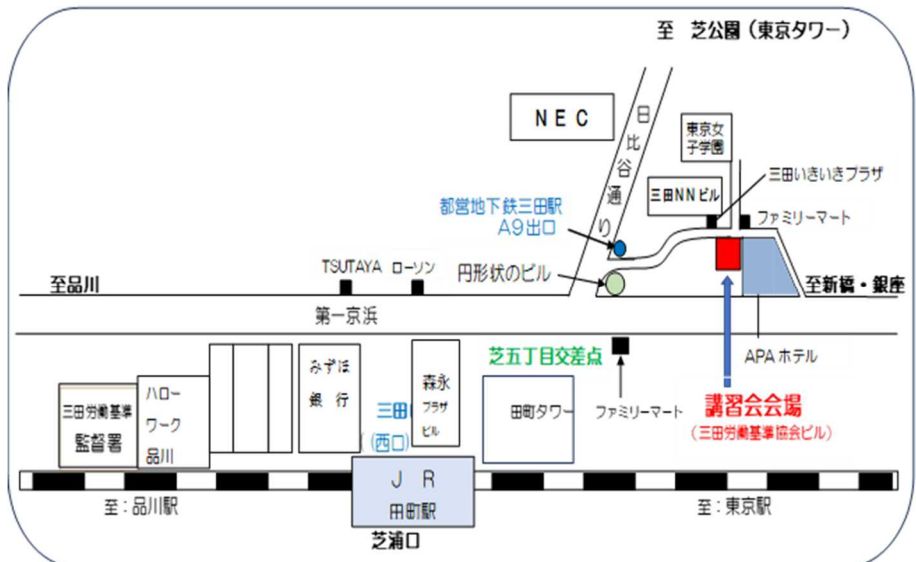 至 芝公園（東京タワー）
NEC
日比谷通り
東京女
子学園
三田いきいきプラザ
三田NNビル
都営地下鉄三田駅
A9出口
ファミリーマート
TSUTAYA ローソン
円形状のビル
至品川
至新橋・銀座
第一京浜
芝五丁目交差点
APAホテル
みずほ
銀行
森永
プラザ
ビル
三田
(西口)
田町タワー
ファミリーマート
講習会会場
（三田労働基準協会ビル）
三田労働基準
監督署
ハロー
ワーク
品川
JR
田町駅
至：品川駅
至：東京駅
芝浦口